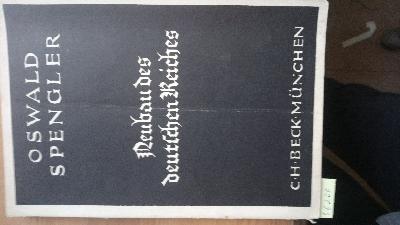 OSWALD
SPENGLER
Neubau des
deutschen Reiches
C·H·BECK·MÜNCHEN